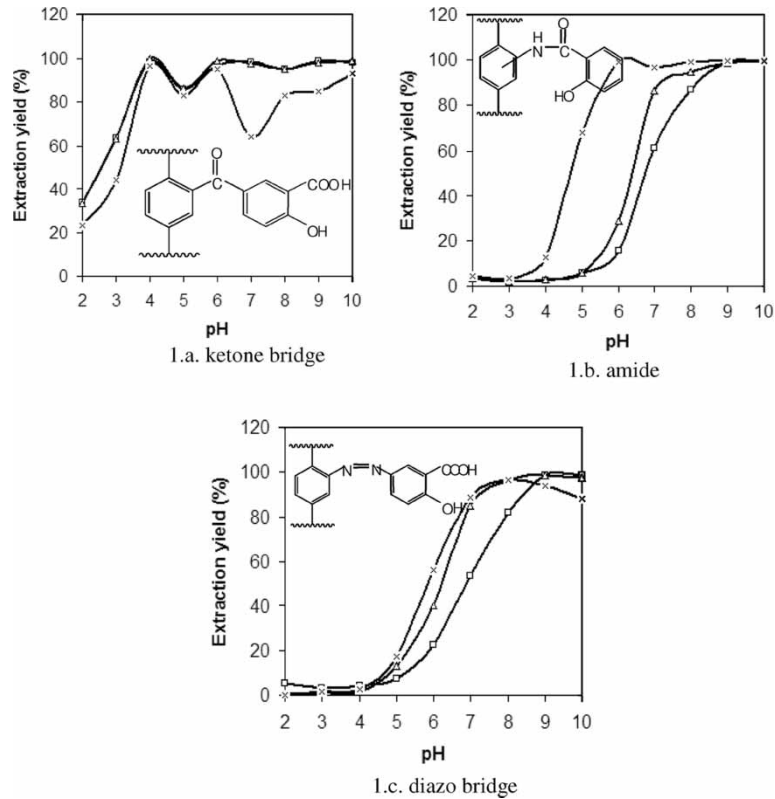 120
100
80
60
40
20
0
Extraction yield (%)
O
COOH
OH
2 3 4 5 6 7 8 9 10
pH
1.a. ketone bridge
120
100
80
60
40
20
0
Extraction yield (%)
H
N
O
C
HO
2 3 4 5 6 7 8 9 10
pH
1.b. amide
120
100
80
60
40
20
0
Extraction yield (%)
N=N
COOH
OH
2 3 4 5 6 7 8 9 10
pH
1.c. diazo bridge